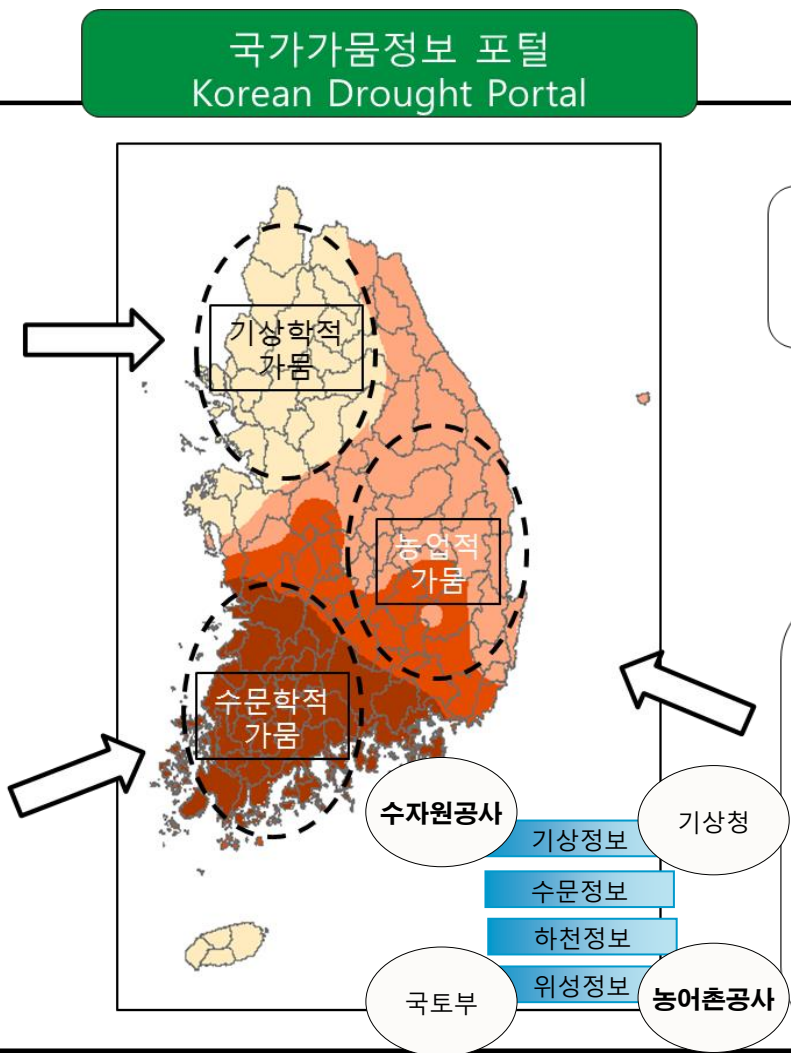 국가가뭄정보 포털
Korean Drought Portal
기상학적
가뭄
농업적
가뭄
수문학적
가뭄
수자원공사
기상정보
기상청
수문정보
하천정보
국토부
위성정보
농어촌공사